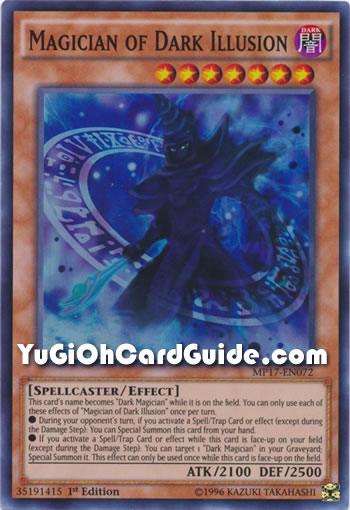 MAGICIAN OF DARK ILLUSION
DARK
闇
YuGiOhCardGuide.com
MP17-EN072
[SPELLCASTER/EFFECT]
This card's name becomes "Dark Magician" while it is on the field. You can only use each of
these effects of "Magician of Dark Illusion" once per turn.
● During your opponent's turn, if you activate a Spell/Trap Card or effect (except during
the Damage Step): You can Special Summon this card from your hand.
● If you activate a Spell/Trap Card or effect while this card is face-up on your field
(except during the Damage Step): You can target 1 "Dark Magician" in your Graveyard;
Special Summon it. This effect can only be used once while this card is face-up on the field.
ATK/2100 DEF/2500
35191415 1st Edition ©1996 KAZUKI TAKAHASHI